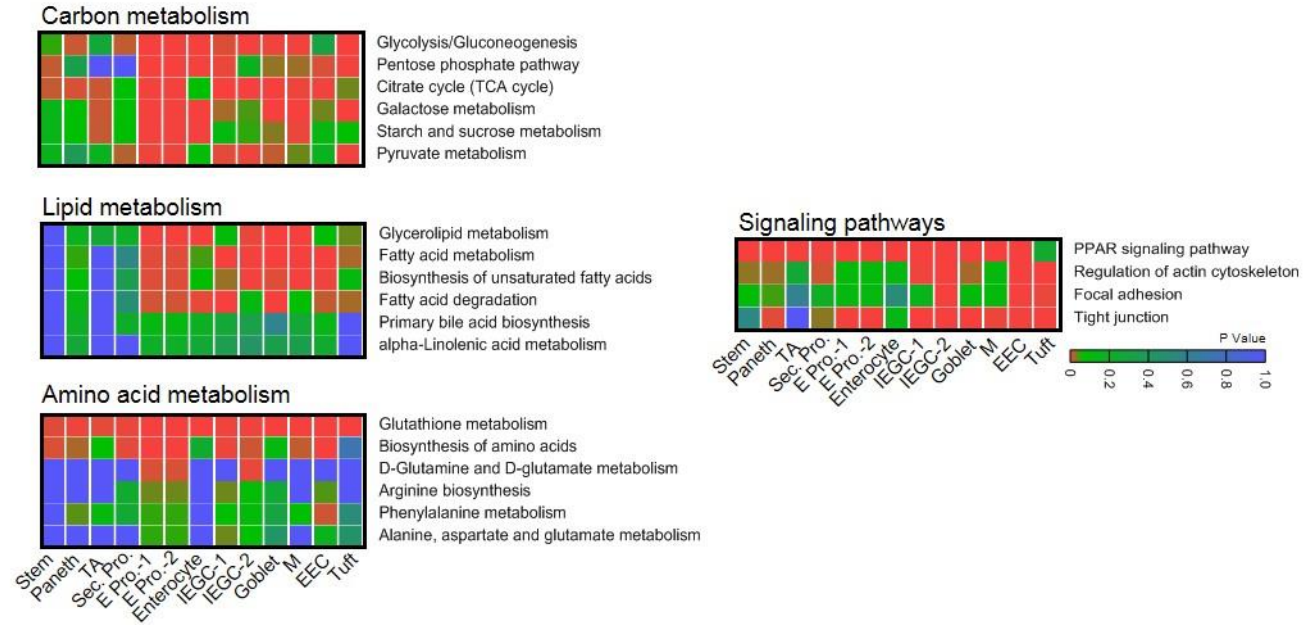 Carbon metabolism
Glycolysis/Gluconeogenesis
Pentose phosphate pathway
Citrate cycle (TCA cycle)
Galactose metabolism
Starch and sucrose metabolism
Pyruvate metabolism
Lipid metabolism
Glycerolipid metabolism
Fatty acid metabolism
Biosynthesis of unsaturated fatty acids
Fatty acid degradation
Primary bile acid biosynthesis
alpha-Linolenic acid metabolism
Amino acid metabolism
Glutathione metabolism
Biosynthesis of amino acids
D-Glutamine and D-glutamate metabolism
Arginine biosynthesis
Phenylalanine metabolism
Alanine, aspartate and glutamate metabolism
Stem
Paneth
TA
Sec. Pro.
E Pro.-1
E Pro.-2
Enterocyte
IEGC-1
IEGC-2
Goblet
M
EEC
Tuft
Signaling pathways
PPAR signaling pathway
Regulation of actin cytoskeleton
Focal adhesion
Tight junction
Stem
Paneth
TA
Sec. Pro.
E Pro.-1
E Pro.-2
Enterocyte
IEGC-1
IEGC-2
Goblet
M
EEC
Tuft
P Value
0
0.2
0.4
0.6
0.8
1.0